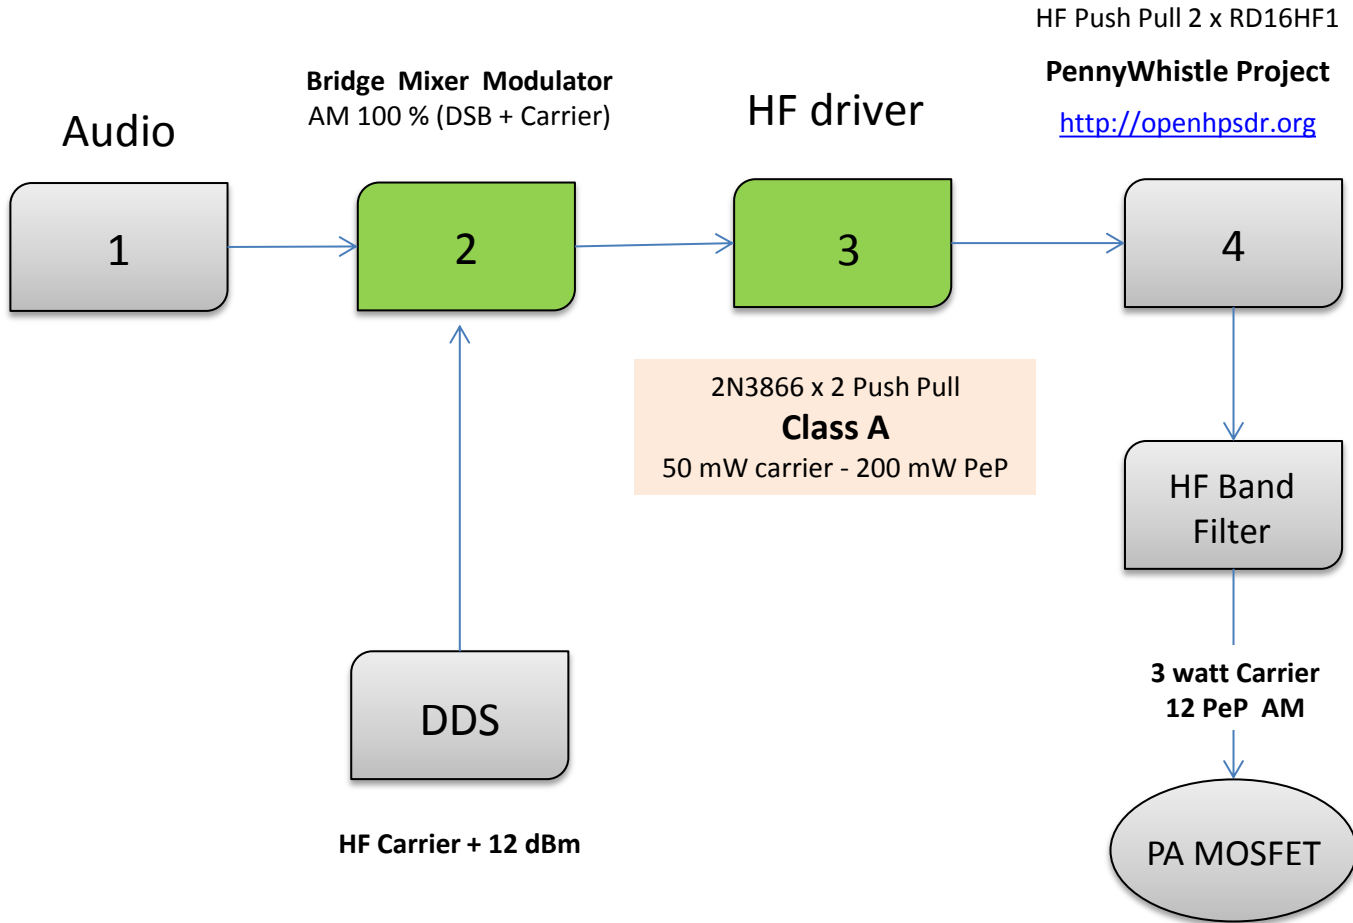 HF Push Pull 2 x RD16HF1
PennyWhistle Project
http://openhpsdr.org
Bridge Mixer Modulator
AM 100 % (DSB + Carrier)
HF driver
Audio
1
2
3
4
2N3866 x 2 Push Pull
Class A
50 mW carrier - 200 mW PeP
HF Band
Filter
3 watt Carrier
12 PeP AM
DDS
HF Carrier + 12 dBm
PA MOSFET